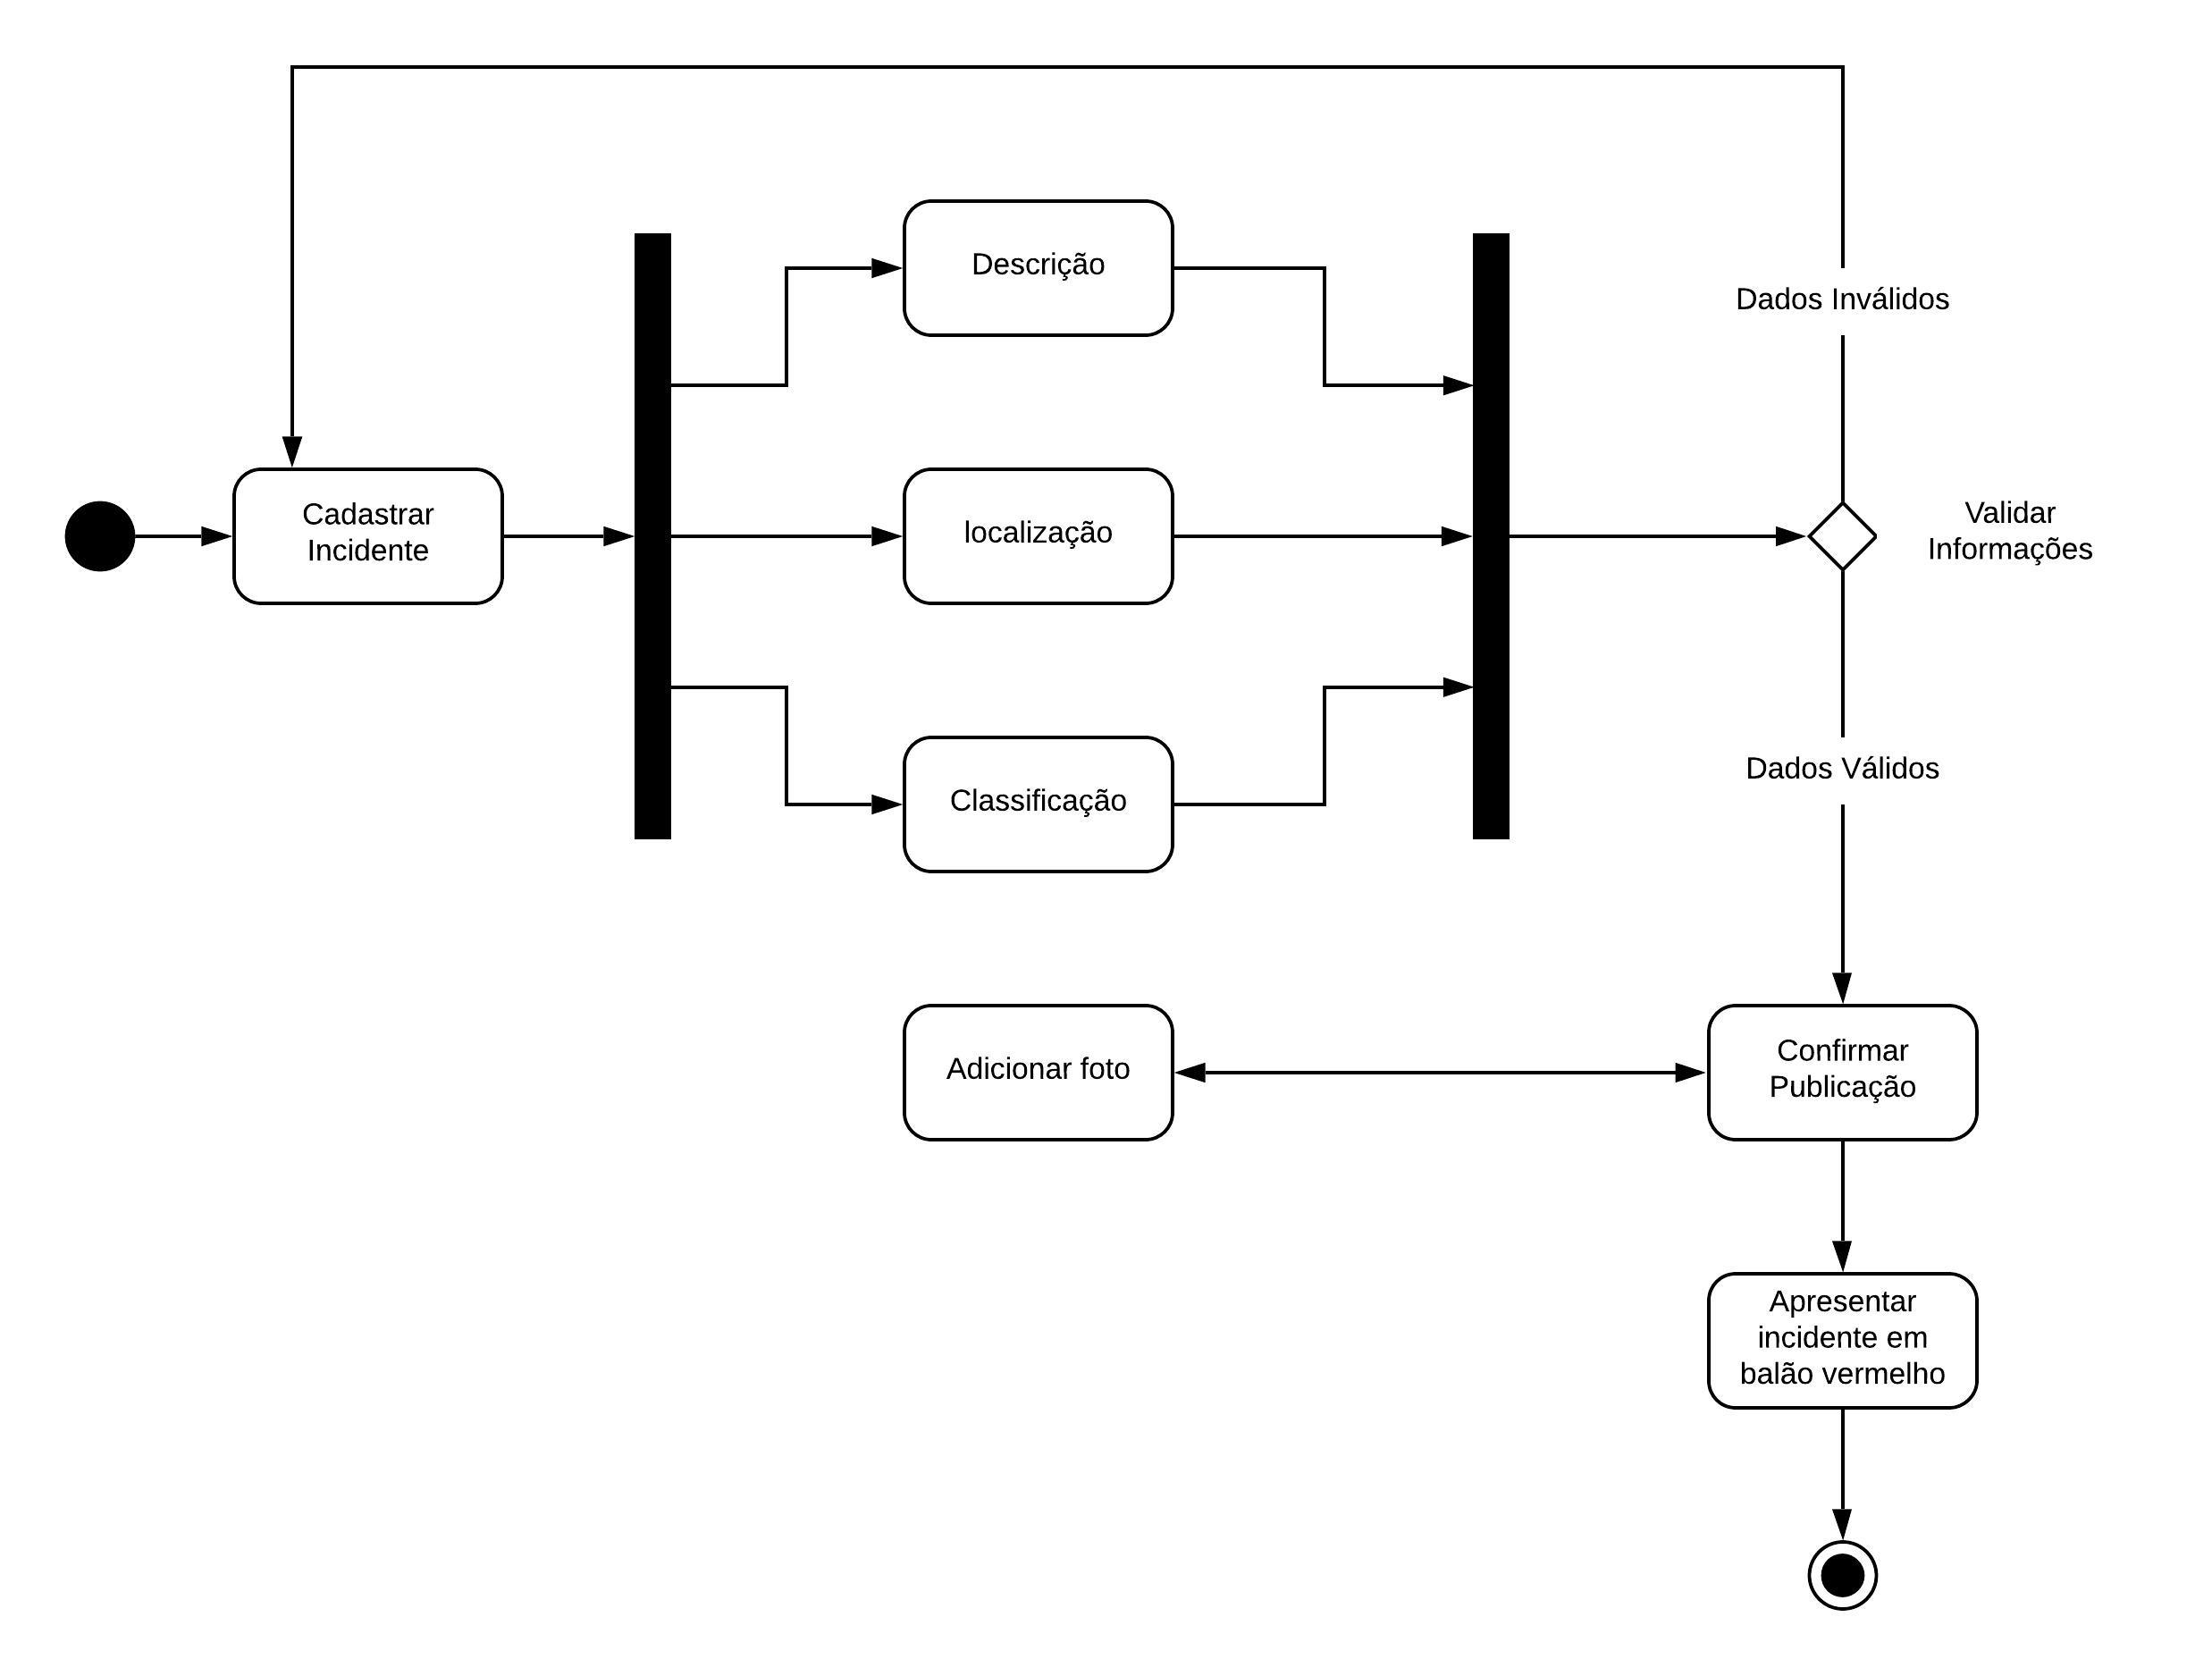 Descrição
Dados Inválidos
Cadastrar
Incidente
localização
Validar
Informações
Classificação
Dados Válidos
Adicionar foto
Confirmar
Publicação
Apresentar
incidente em
balão vermelho